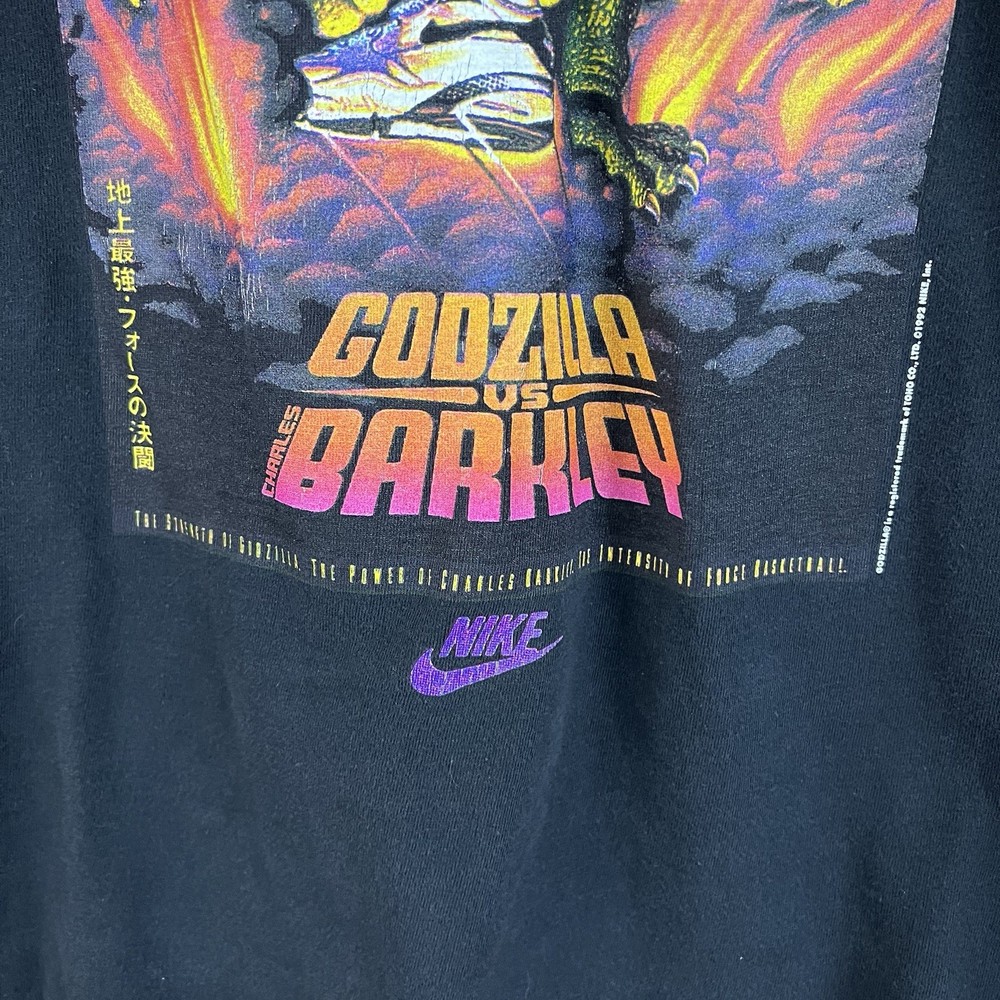 地上最強・フォースの決闘
GODZILLA
VS
CHARLES
BARKLEY
THE STRENGTH OF GODZILLA. THE POWER OF CHARLES BARKLEY. THE INTENSITY OF FORCE BASKETBALL.
GODZILLA® is a registered trademark of TOHO CO., LTD. ©1992 NIKE, Inc.
NIKE